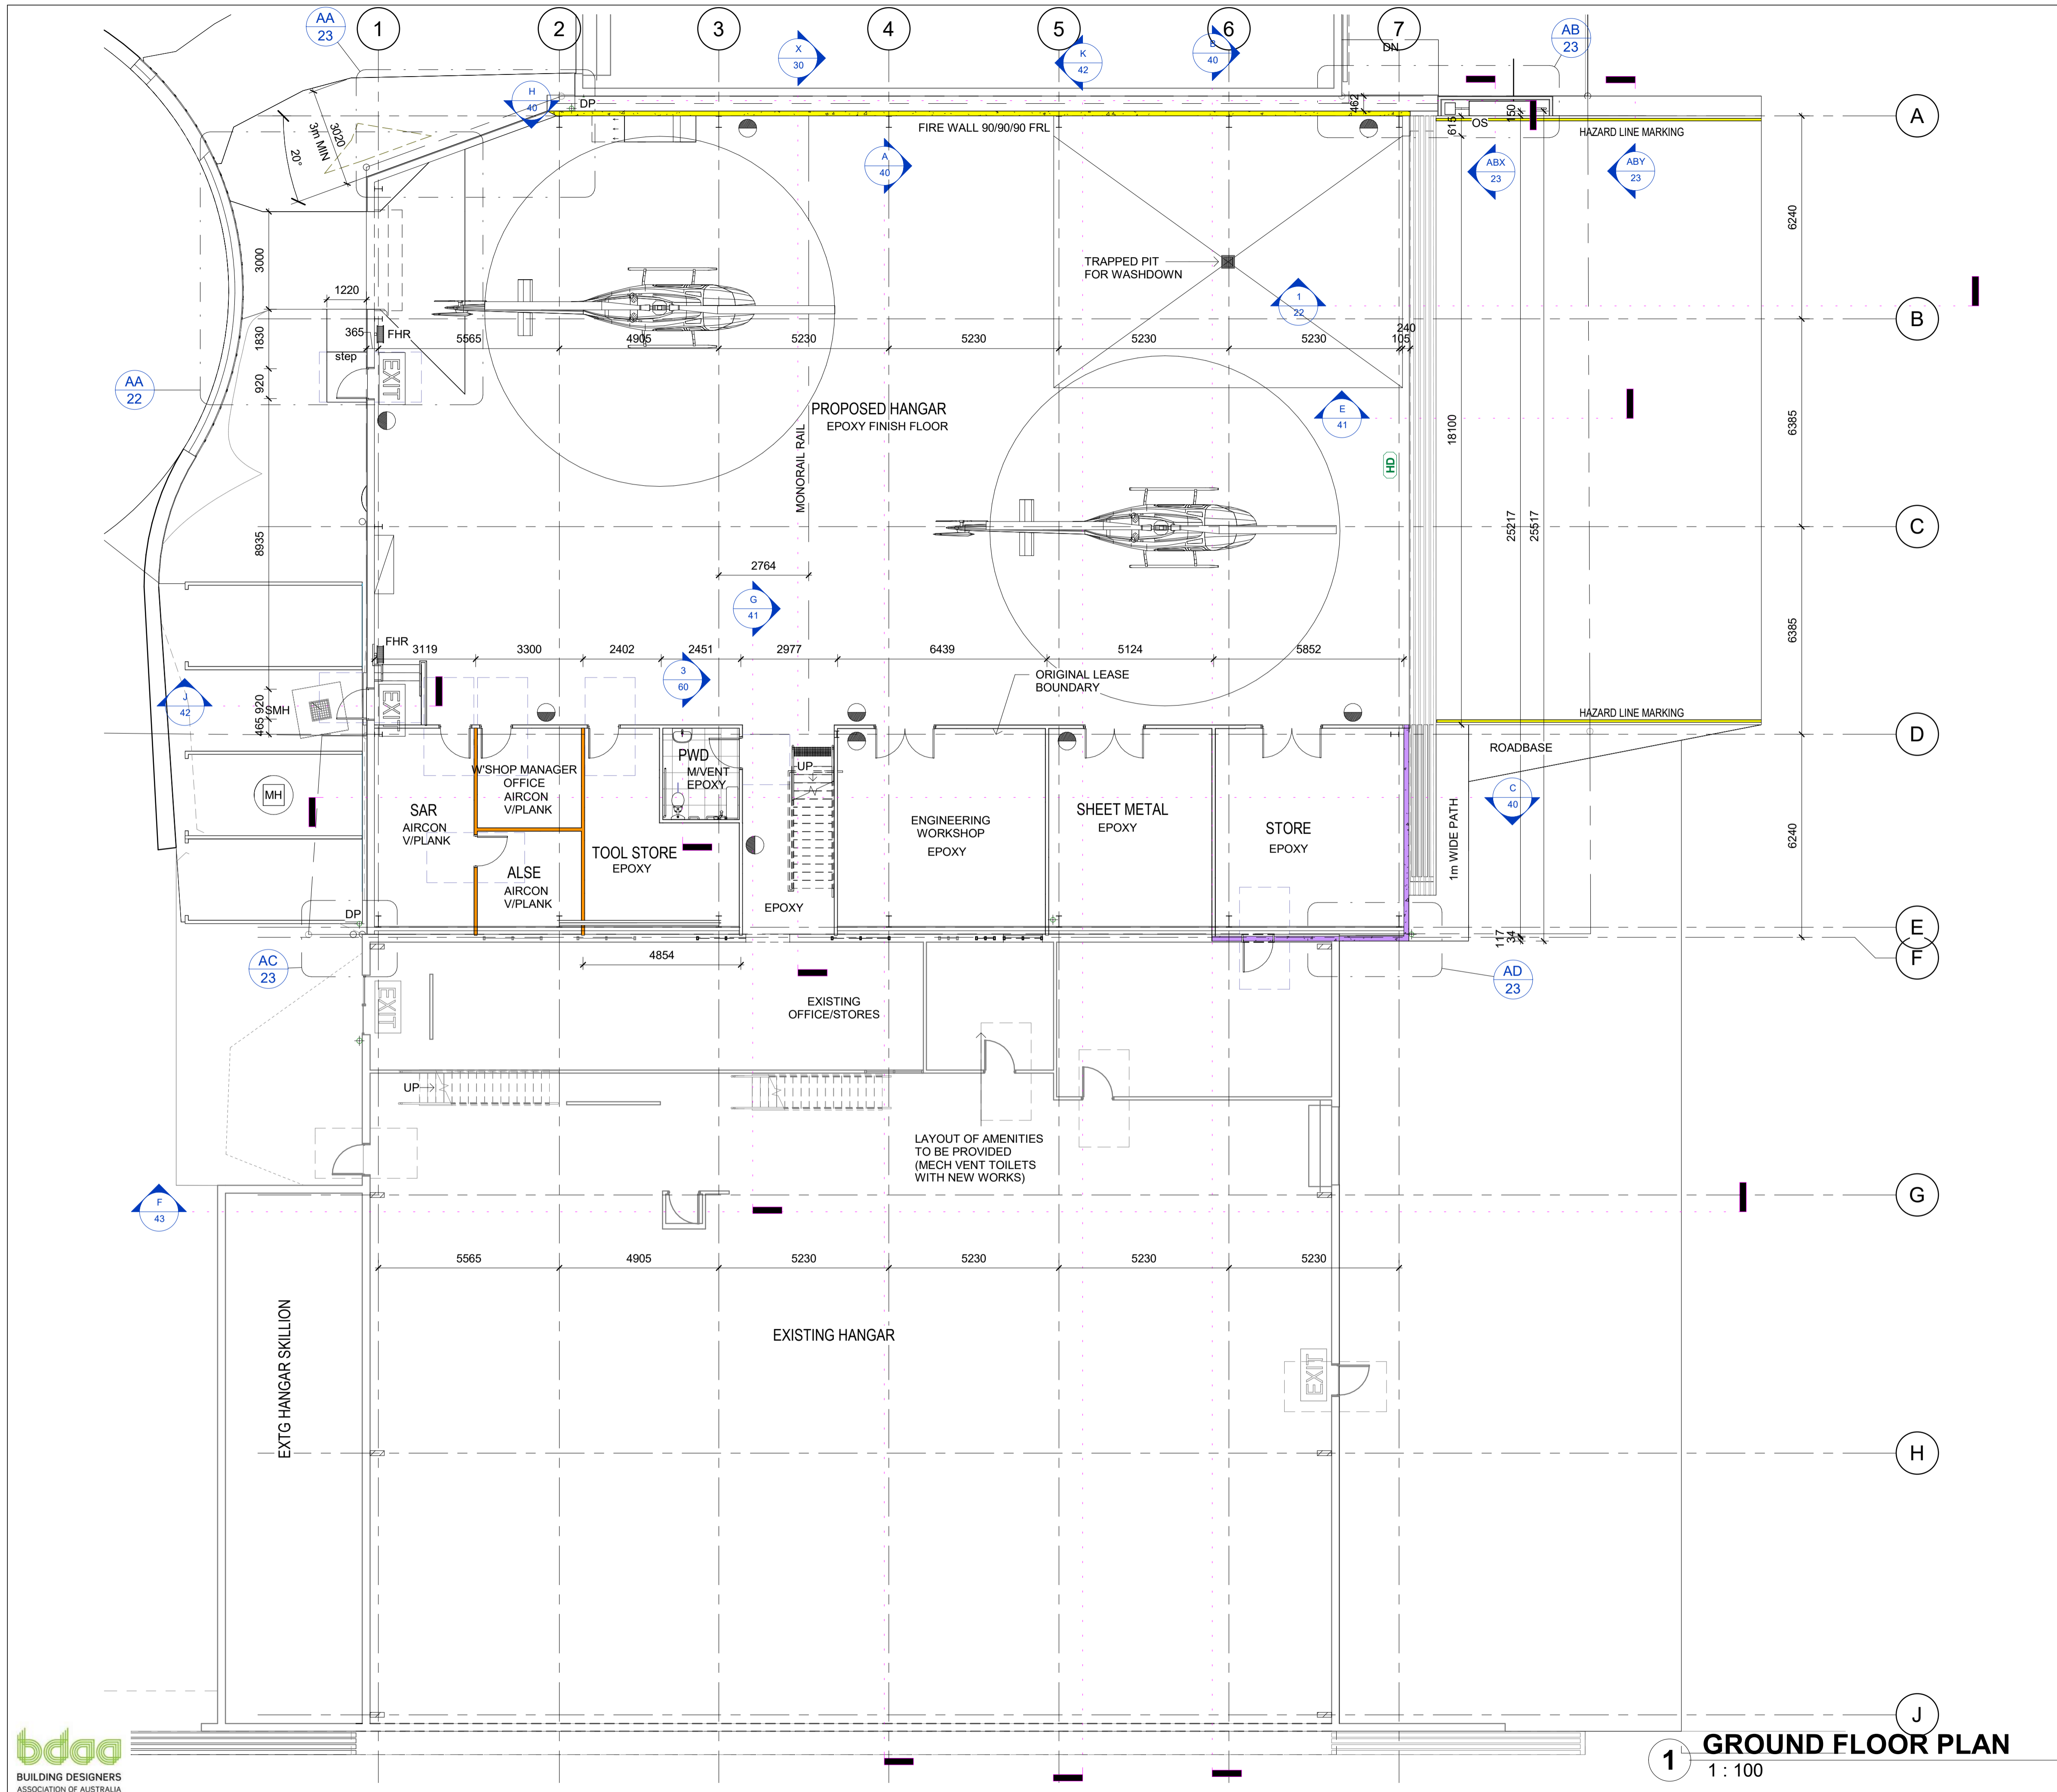 AA
23
1
2
3
4
5
6
7
X
30
K
42
B
40
AB
23
DN
H
40
DP
462
150
615
OS
A
FIRE WALL 90/90/90 FRL
HAZARD LINE MARKING
3020
3m MIN
20°
A
40
ABX
23
ABY
23
6240
3000
TRAPPED PIT
FOR WASHDOWN
1220
1
22
B
365
FHR
1830
5565
4905
5230
5230
5230
5230
240
105
step
EXIT
920
AA
22
PROPOSED HANGAR
EPOXY FINISH FLOOR
E
41
18100
6385
MONORAIL RAIL
HD
C
8935
25217
25517
2764
G
41
6385
FHR
3119
3300
2402
2451
2977
6439
5124
5852
3
60
ORIGINAL LEASE
BOUNDARY
J
42
SMH
EXIT
920
465
HAZARD LINE MARKING
D
ROADBASE
PWD
M/VENT
EPOXY
UP
W'SHOP MANAGER
OFFICE
AIRCON
V/PLANK
MH
SAR
AIRCON
V/PLANK
ENGINEERING
WORKSHOP
EPOXY
SHEET METAL
EPOXY
STORE
EPOXY
1m WIDE PATH
C
40
6240
TOOL STORE
EPOXY
ALSE
AIRCON
V/PLANK
EPOXY
DP
E
117
34
F
4854
AC
23
AD
23
EXIT
EXISTING
OFFICE/STORES
UP
LAYOUT OF AMENITIES
TO BE PROVIDED
(MECH VENT TOILETS
WITH NEW WORKS)
F
43
G
5565
4905
5230
5230
5230
5230
EXTG HANGAR SKILLION
EXISTING HANGAR
EXIT
H
J
bdaa
BUILDING DESIGNERS
ASSOCIATION OF AUSTRALIA
1
GROUND FLOOR PLAN
1 : 100